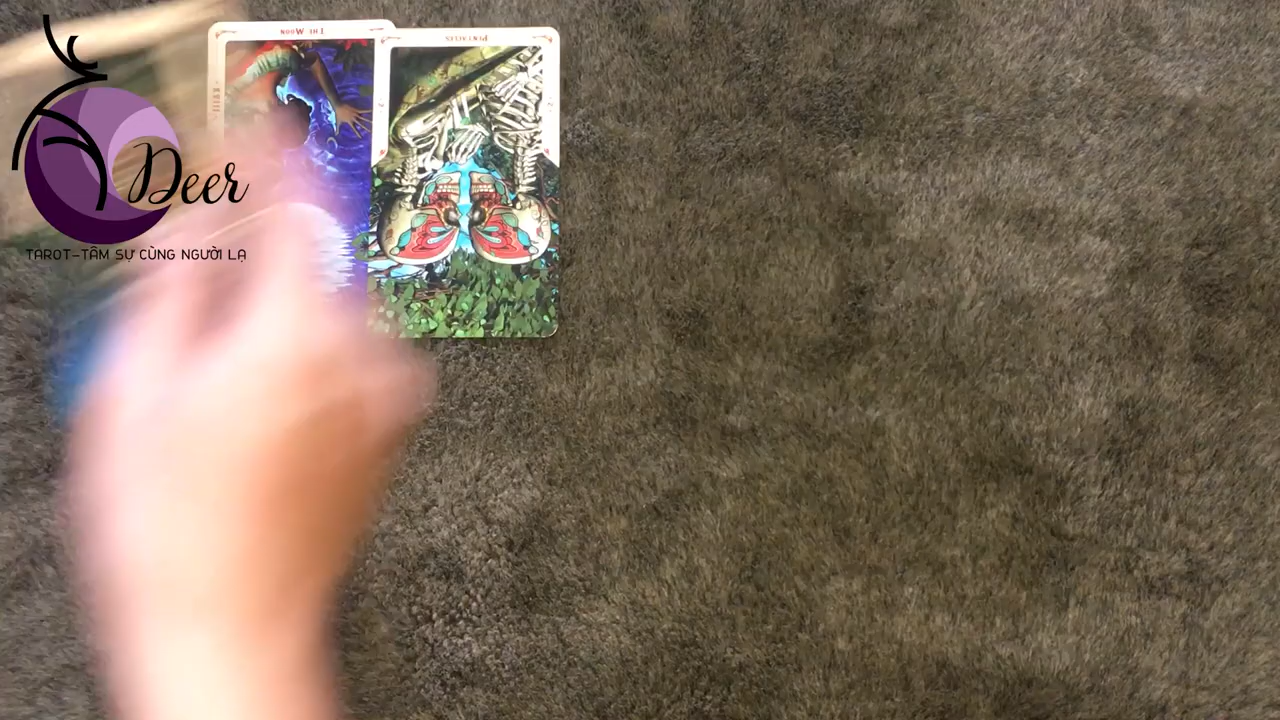 Deer
TAROT-TÂM SỰ CÙNG NGƯỜI LẠ
THE MOON
PENTACLES